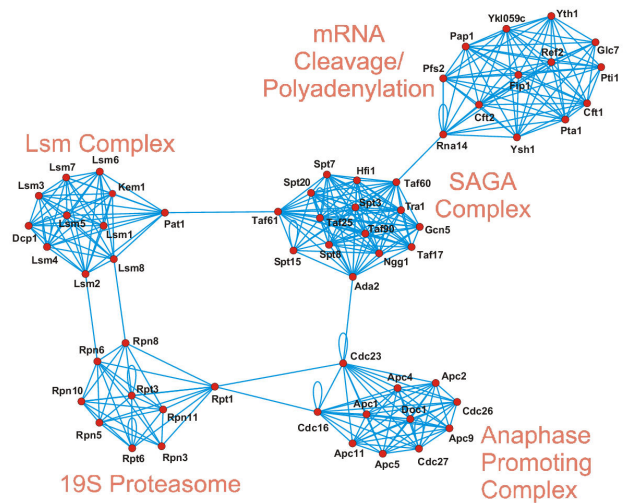 mRNA
Cleavage/
Polyadenylation
Ykl059c
Yth1
Pap1
Ref2
Glc7
Pfs2
Fip1
Pti1
Cft2
Cft1
Rna14
Pta1
Ysh1
Lsm Complex
Lsm6
Lsm7
Lsm3
Kem1
Lsm5
Lsm1
Dcp1
Pat1
Lsm4
Lsm8
Lsm2
SAGA
Complex
Spt7
Hfi1
Spt20
Taf60
Spt3
Tra1
Taf61
Taf25
Taf90
Gcn5
Spt15
Spt8
Ngg1
Taf17
Ada2
Rpn8
Rpn6
Rpn10
Rpt3
Rpt1
Rpn11
Rpn5
Rpt6
Rpn3
19S Proteasome
Cdc23
Apc4
Apc2
Apc1
Doc1
Cdc26
Cdc16
Apc9
Apc11
Apc5
Cdc27
Anaphase
Promoting
Complex